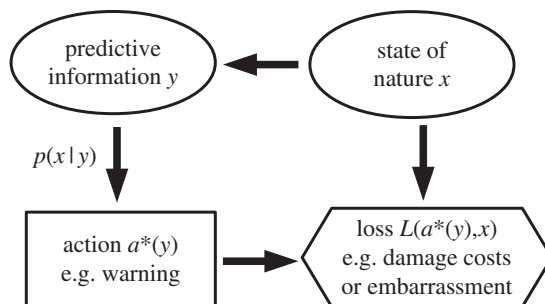 predictive
information y
state of
nature x
p(x | y)
action a*(y)
e.g. warning
loss L(a*(y),x)
e.g. damage costs
or embarrassment